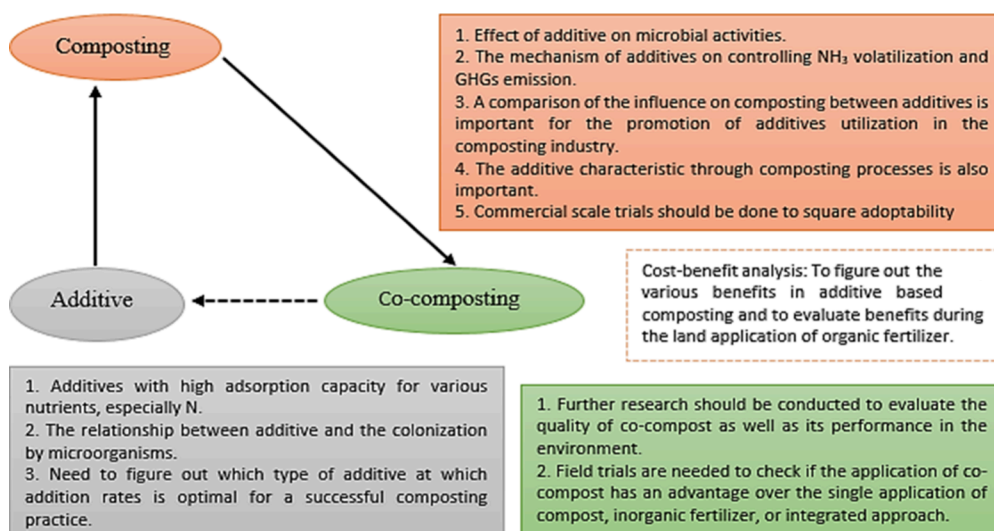 Composting
1. Effect of additive on microbial activities.
2. The mechanism of additives on controlling NH₃ volatilization and
GHGs emission.
3. A comparison of the influence on composting between additives is
important for the promotion of additives utilization in the
composting industry.
4. The additive characteristic through composting processes is also
important.
5. Commercial scale trials should be done to square adoptability
Additive
Co-composting
Cost-benefit analysis: To figure out the
various benefits in additive based
composting and to evaluate benefits during
the land application of organic fertilizer.
1. Additives with high adsorption capacity for various
nutrients, especially N.
2. The relationship between additive and the colonization
by microorganisms.
3. Need to figure out which type of additive at which
addition rates is optimal for a successful composting
practice.
1. Further research should be conducted to evaluate the
quality of co-compost as well as its performance in the
environment.
2. Field trials are needed to check if the application of co-
compost has an advantage over the single application of
compost, inorganic fertilizer, or integrated approach.